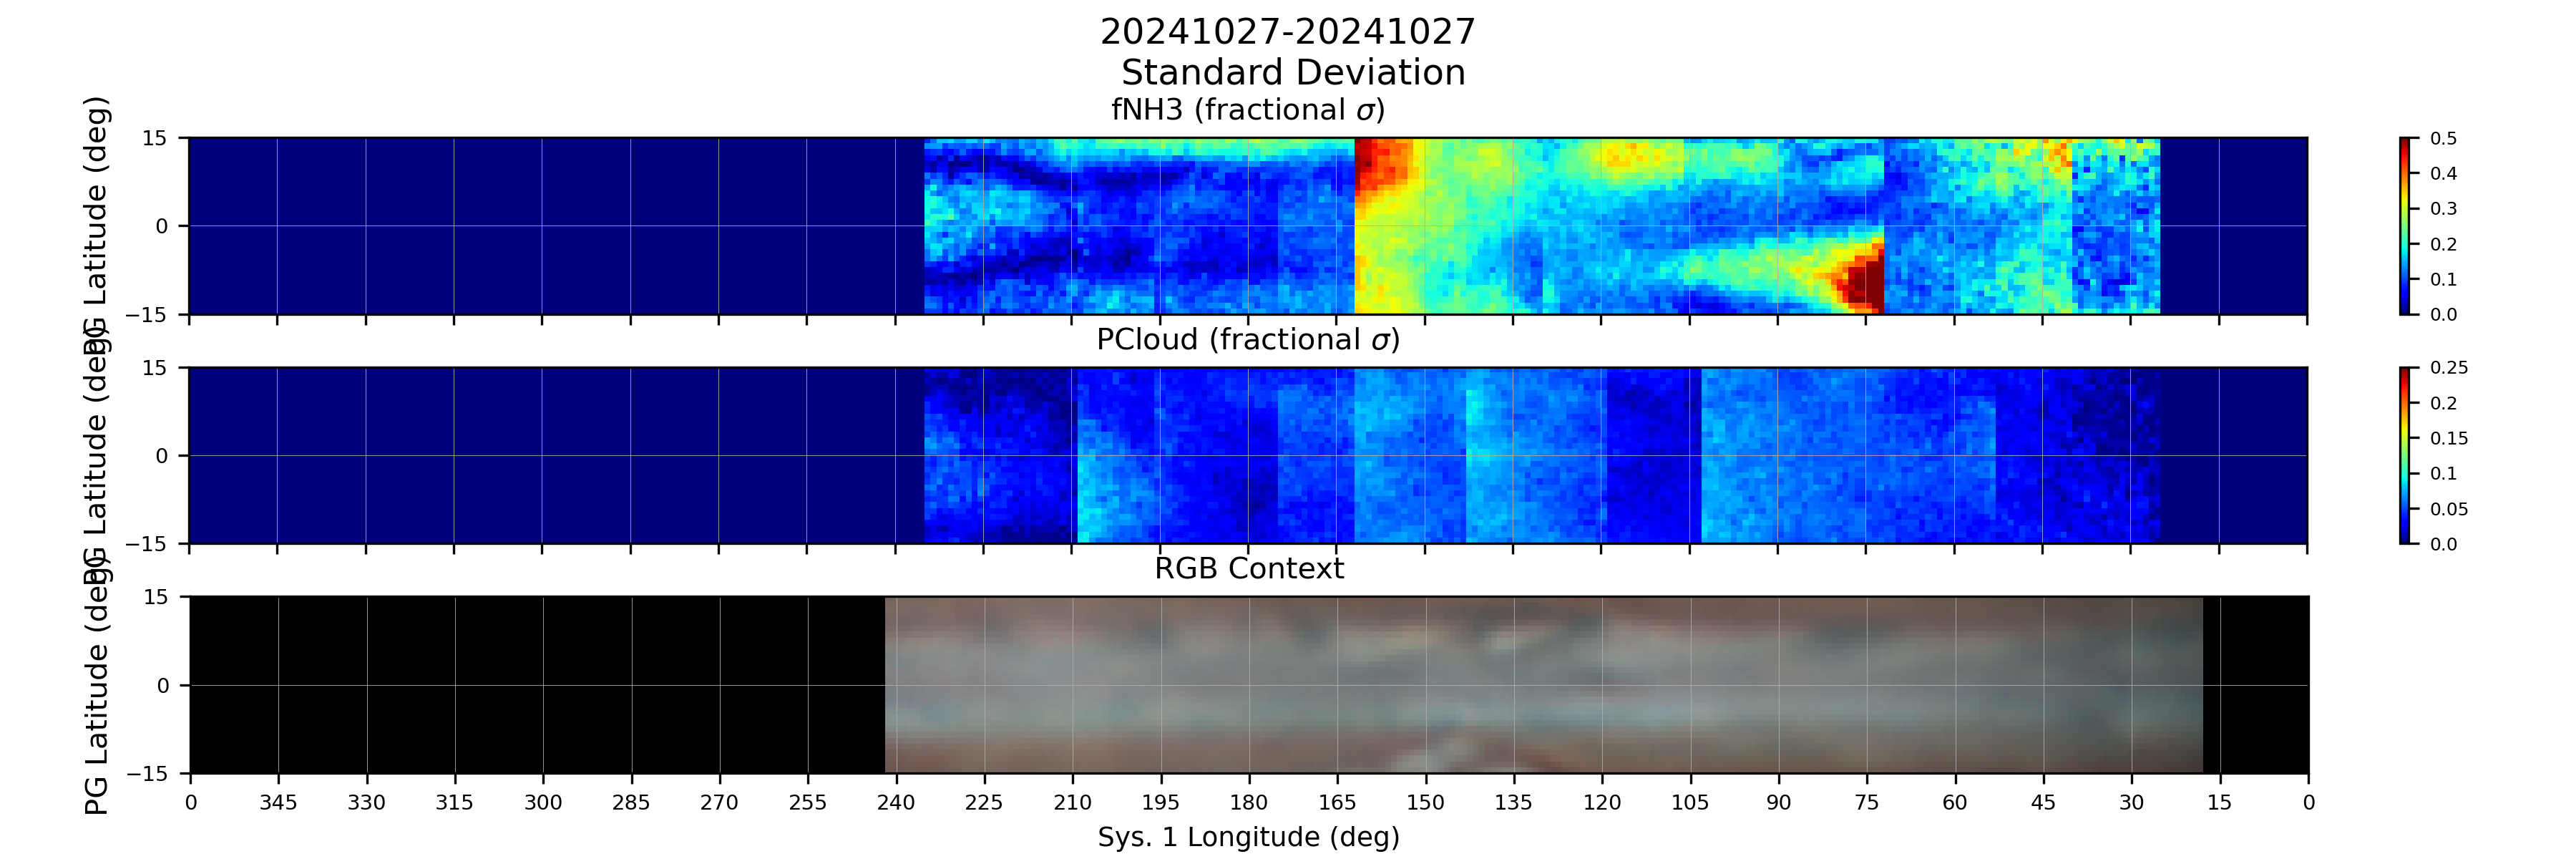 20241027-20241027
Standard Deviation
fNH3 (fractional σ)
PG Latitude (deg)
15
0
−15
0.5
0.4
0.3
0.2
0.1
0.0
PCloud (fractional σ)
PG Latitude (deg)
15
0
−15
0.25
0.2
0.15
0.1
0.05
0.0
RGB Context
PG Latitude (deg)
15
0
−15
0 345 330 315 300 285 270 255 240 225 210 195 180 165 150 135 120 105 90 75 60 45 30 15 0
Sys. 1 Longitude (deg)